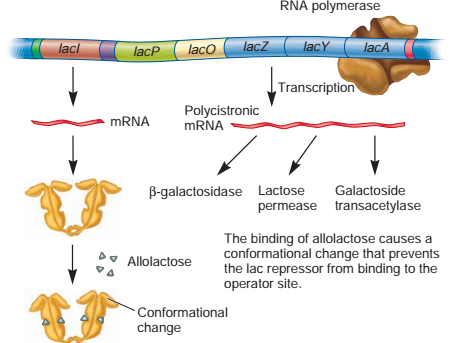 RNA polymerase
lacI lacP lacO lacZ lacY lacA
Transcription
mRNA
Polycistronic
mRNA
β-galactosidase
Lactose
permease
Galactoside
transacetylase
Allolactose
The binding of allolactose causes a
conformational change that prevents
the lac repressor from binding to the
operator site.
Conformational
change